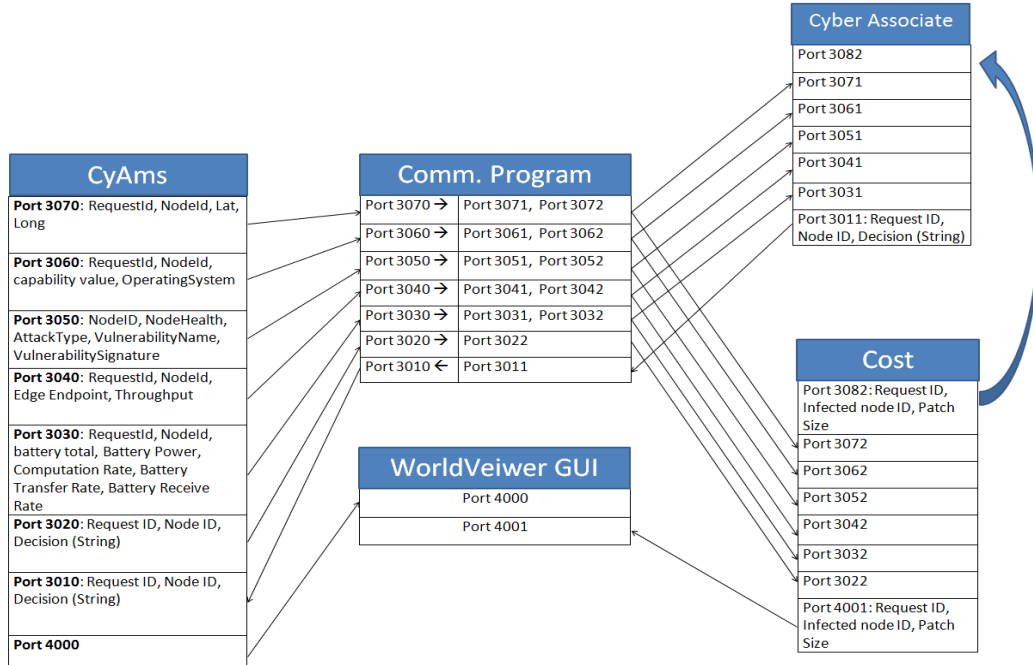 CyAms
Port 3070: RequestId, NodeId, Lat,
Long
Port 3060: RequestId, NodeId,
capability value, OperatingSystem
Port 3050: NodeID, NodeHealth,
AttackType, VulnerabilityName,
VulnerabilitySignature
Port 3040: RequestId, NodeId,
Edge Endpoint, Throughput
Port 3030: RequestId, NodeId,
battery total, Battery Power,
Computation Rate, Battery
Transfer Rate, Battery Receive
Rate
Port 3020: Request ID, Node ID,
Decision (String)
Port 3010: Request ID, Node ID,
Decision (String)
Port 4000
Comm. Program
Port 3070 → Port 3071, Port 3072
Port 3060 → Port 3061, Port 3062
Port 3050 → Port 3051, Port 3052
Port 3040 → Port 3041, Port 3042
Port 3030 → Port 3031, Port 3032
Port 3020 → Port 3022
Port 3010 ← Port 3011
WorldVeiwer GUI
Port 4000
Port 4001
Cyber Associate
Port 3082
Port 3071
Port 3061
Port 3051
Port 3041
Port 3031
Port 3011: Request ID,
Node ID, Decision (String)
Cost
Port 3082: Request ID,
Infected node ID, Patch
Size
Port 3072
Port 3062
Port 3052
Port 3042
Port 3032
Port 3022
Port 4001: Request ID,
Infected node ID, Patch
Size